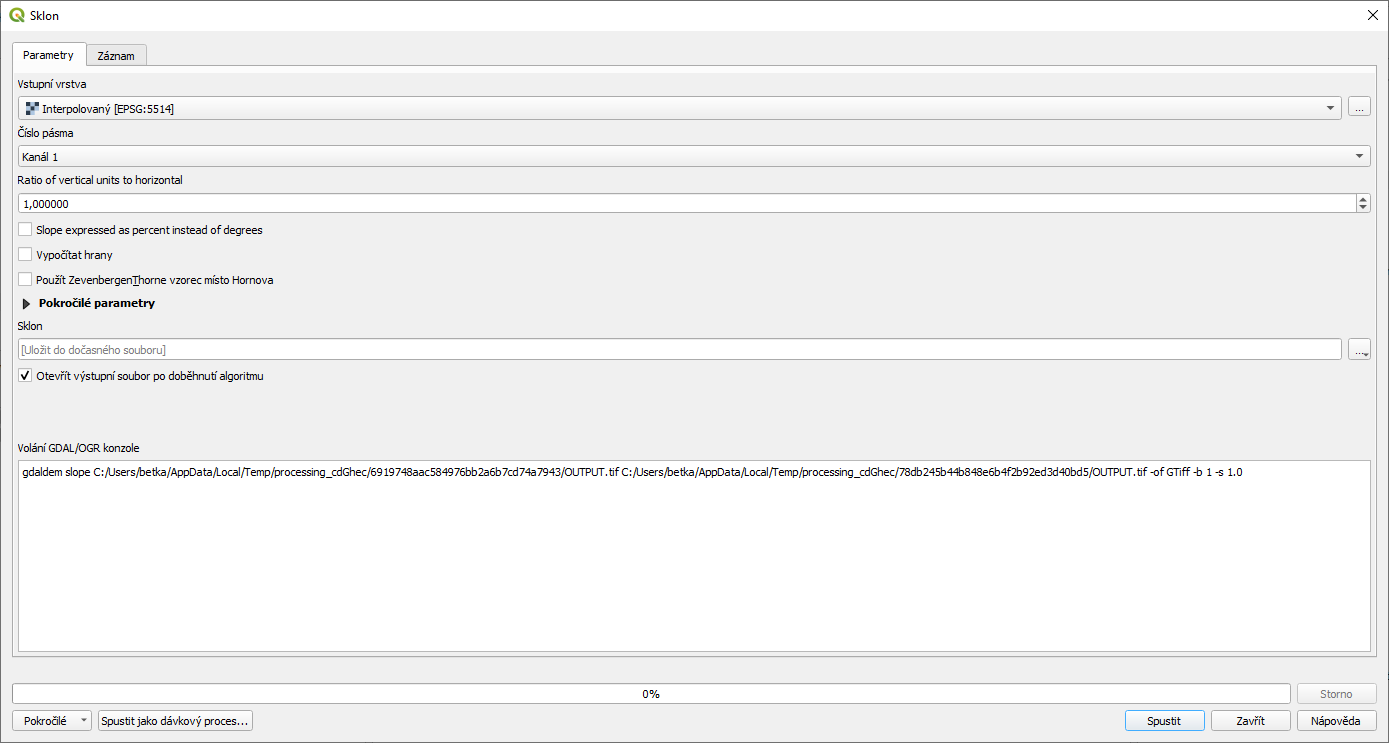 Sklon
Parametry
Záznam
Vstupní vrstva
Interpolovaný [EPSG:5514]
...
Číslo pásma
Kanál 1
Ratio of vertical units to horizontal
1,000000
Slope expressed as percent instead of degrees
Vypočítat hrany
Použít ZevenbergenThorne vzorec místo Hornova
Pokročilé parametry
Sklon
[Uložit do dočasného souboru]
...
Otevřít výstupní soubor po doběhnutí algoritmu
Volání GDAL/OGR konzole
gdaldem slope C:/Users/betka/AppData/Local/Temp/processing_cdGhec/6919748aac584976bb2a6b7cd74a7943/OUTPUT.tif C:/Users/betka/AppData/Local/Temp/processing_cdGhec/78db245b44b848e6b4f2b92ed3d40bd5/OUTPUT.tif -of GTiff -b 1 -s 1.0
0%
Storno
Pokročilé
Spustit jako dávkový proces...
Spustit
Zavřít
Nápověda